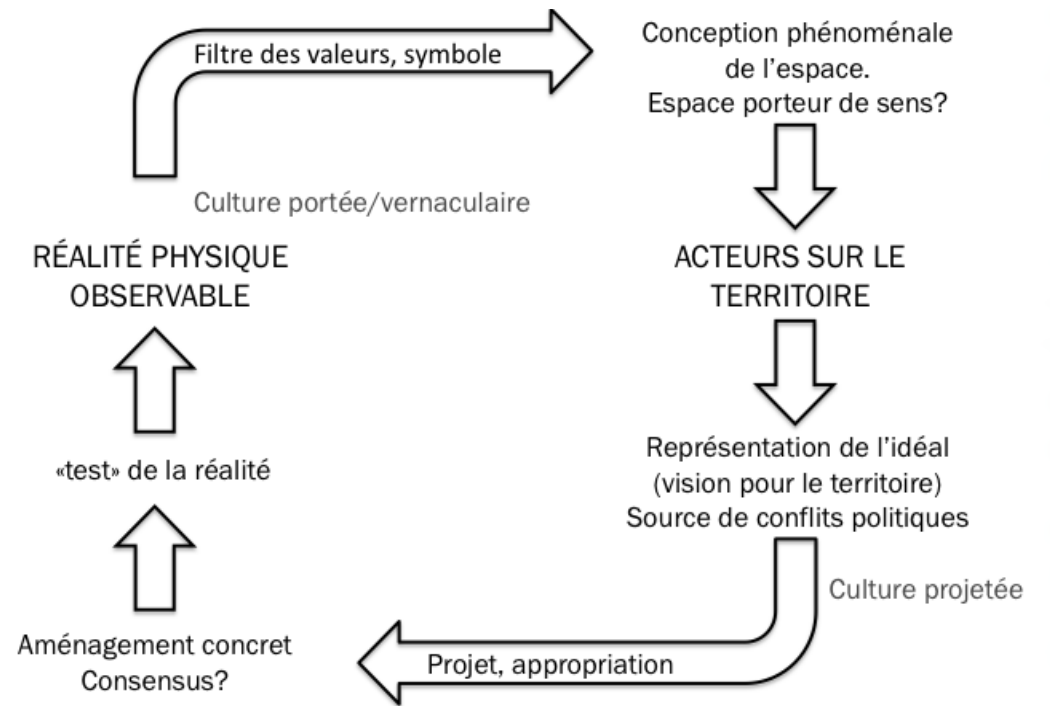 Filtre des valeurs, symbole
Conception phénoménale
de l'espace.
Espace porteur de sens?
Culture portée/vernaculaire
RÉALITÉ PHYSIQUE
OBSERVABLE
ACTEURS SUR LE
TERRITOIRE
Représentation de l'idéal
(vision pour le territoire)
Source de conflits politiques
«test» de la réalité
Culture projetée
Projet, appropriation
Aménagement concret
Consensus?